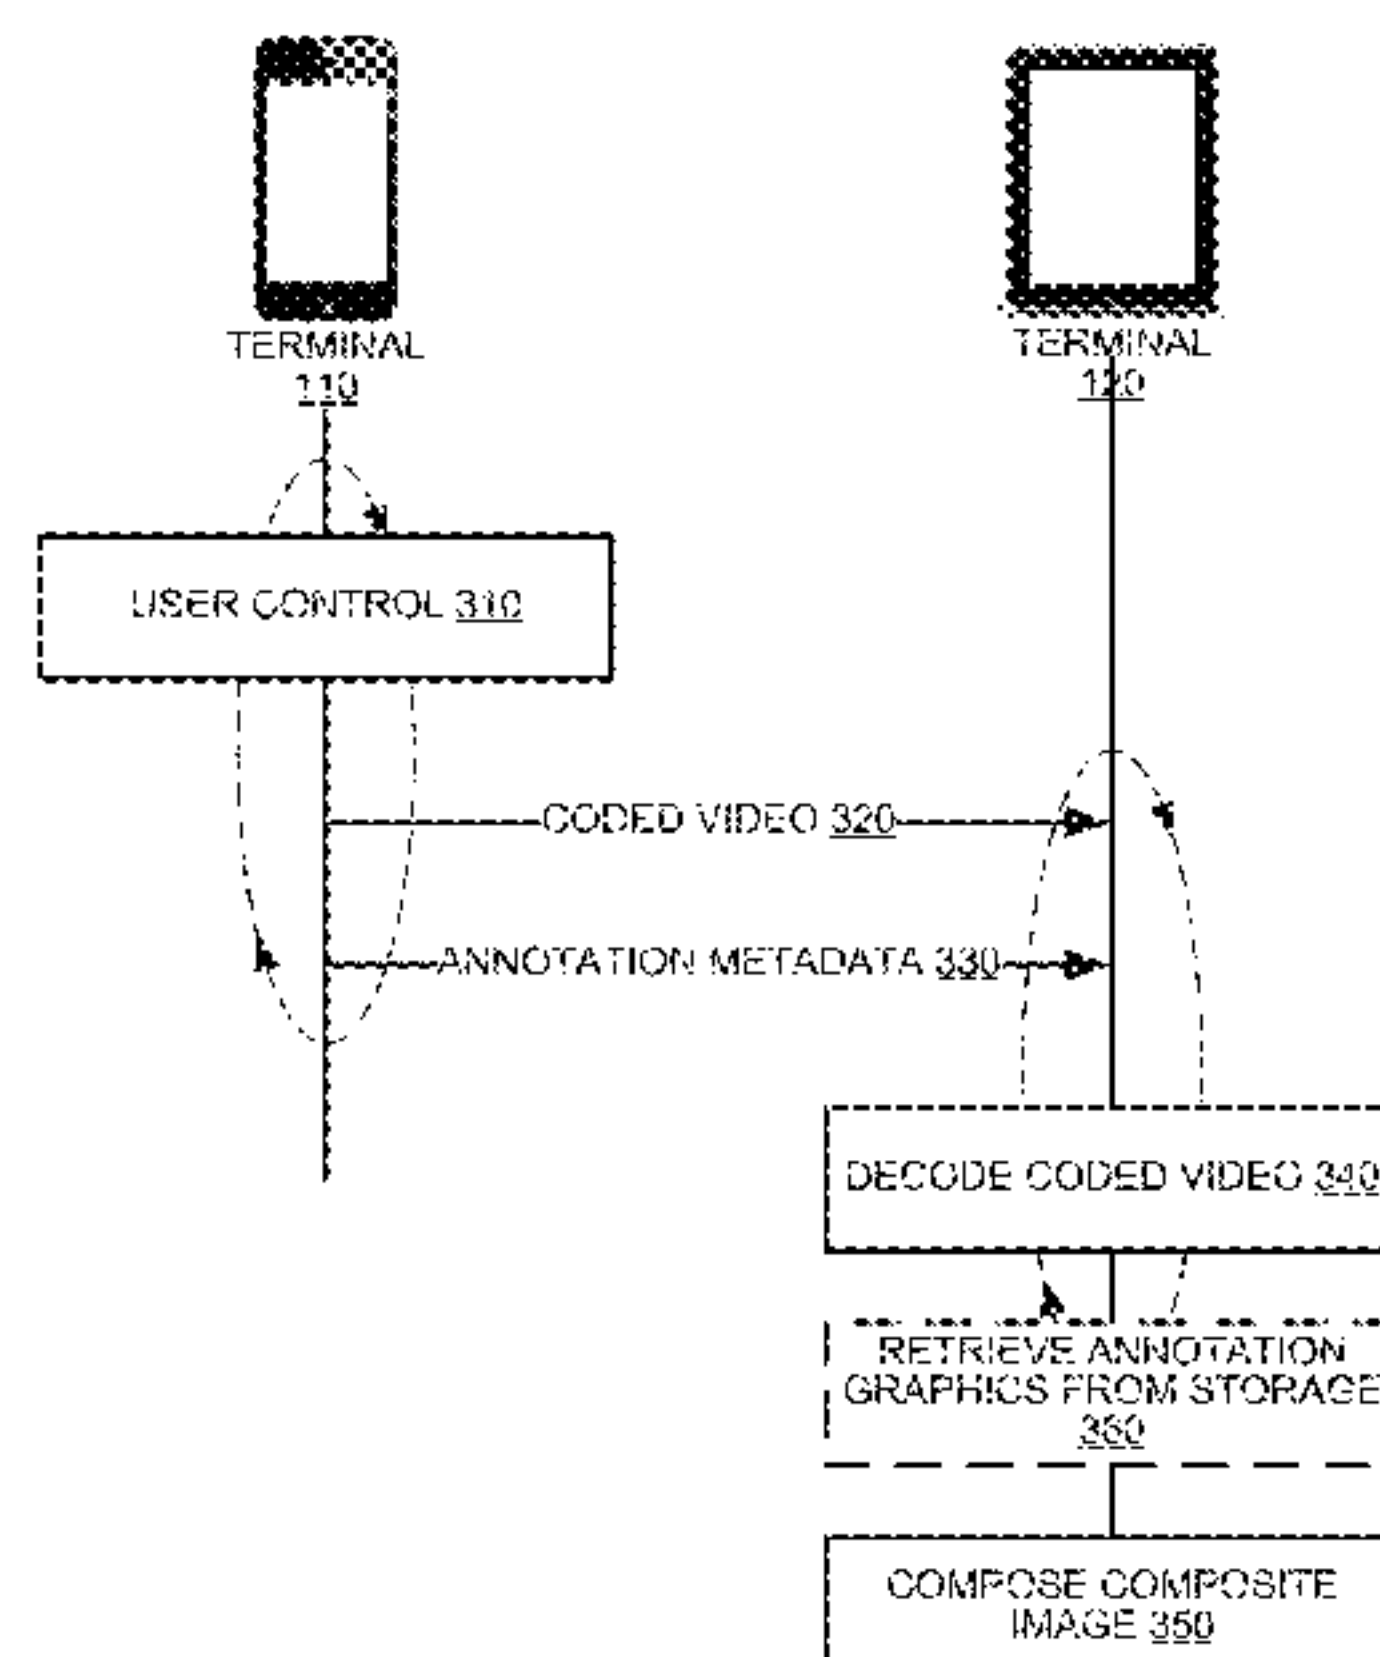 TERMINAL
110
TERMINAL
120
USER CONTROL 310
CODED VIDEO 320
ANNOTATION METADATA 330
DECODE CODED VIDEO 340
RETRIEVE ANNOTATION
GRAPHICS FROM STORAGE
360
COMPOSE COMPOSITE
IMAGE 350